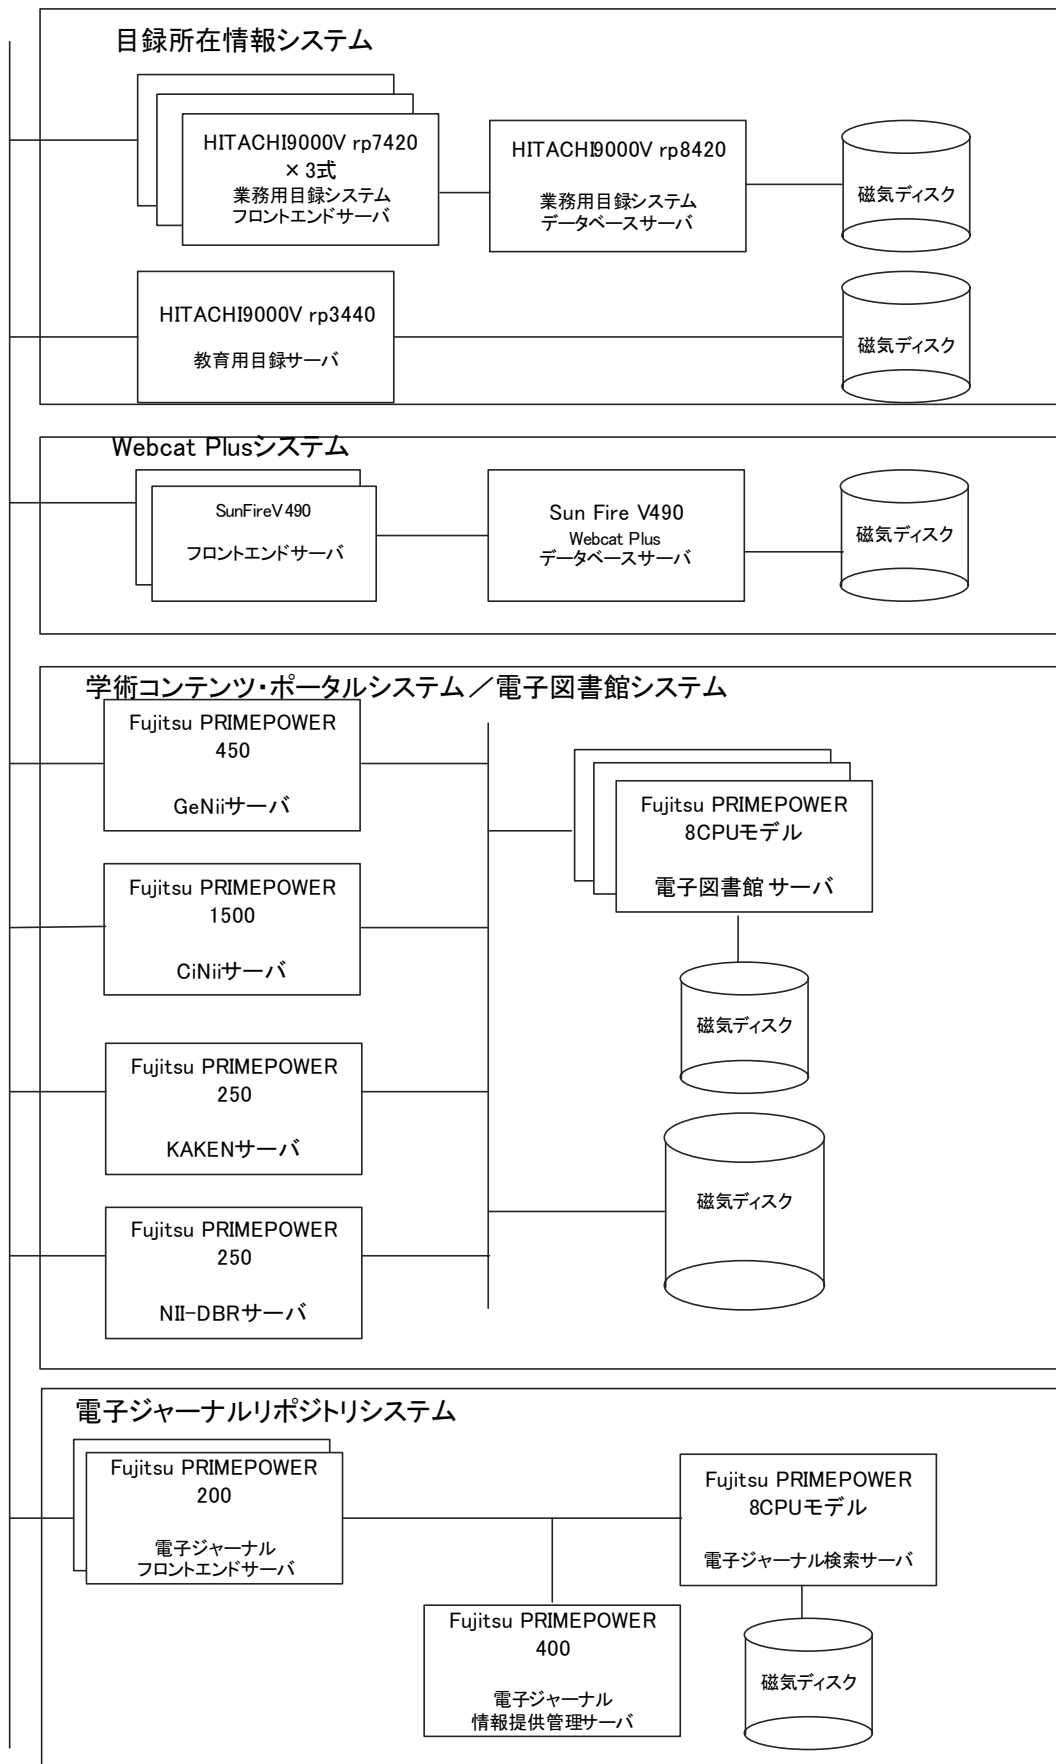 目録所在情報システム
HITACHI9000V rp7420
× 3式
業務用目録システム
フロントエンドサーバ
HITACHI9000V rp8420
業務用目録システム
データベースサーバ
磁気ディスク
HITACHI9000V rp3440
教育用目録サーバ
磁気ディスク
Webcat Plusシステム
SunFireV490
フロントエンドサーバ
Sun Fire V490
Webcat Plus
データベースサーバ
磁気ディスク
学術コンテンツ・ポータルシステム／電子図書館システム
Fujitsu PRIMEPOWER
450
GeNiiサーバ
Fujitsu PRIMEPOWER
8CPUモデル
電子図書館 サーバ
Fujitsu PRIMEPOWER
1500
CiNiiサーバ
磁気ディスク
Fujitsu PRIMEPOWER
250
KAKENサーバ
磁気ディスク
Fujitsu PRIMEPOWER
250
NII-DBRサーバ
電子ジャーナルリポジトリシステム
Fujitsu PRIMEPOWER
200
電子ジャーナル
フロントエンドサーバ
Fujitsu PRIMEPOWER
8CPUモデル
電子ジャーナル検索サーバ
Fujitsu PRIMEPOWER
400
電子ジャーナル
情報提供管理サーバ
磁気ディスク